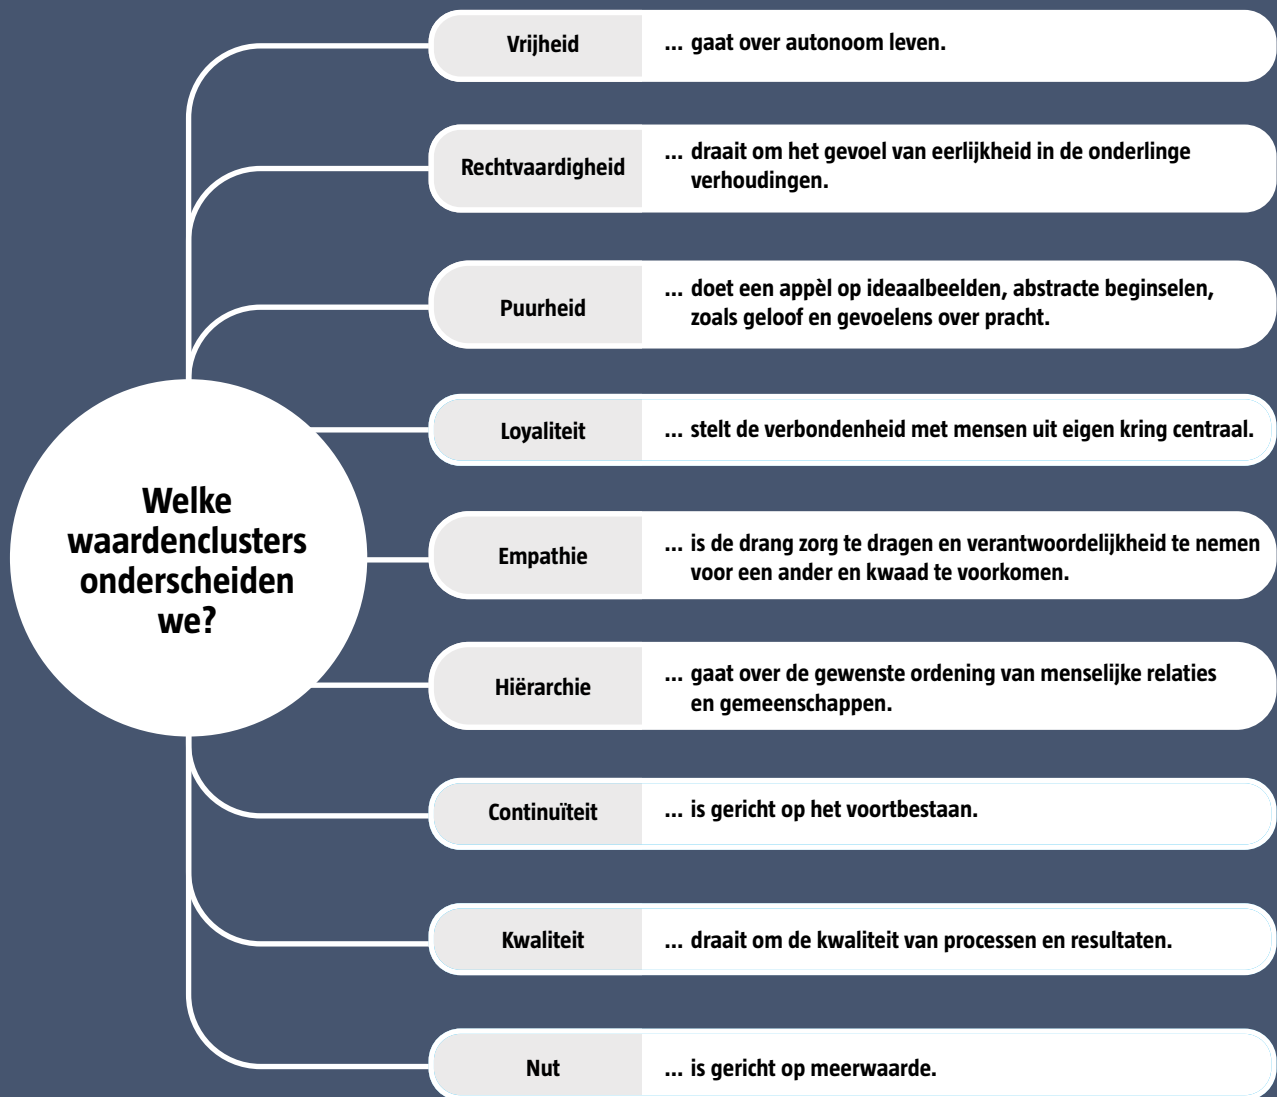 Vrijheid ... gaat over autonoom leven.
Rechtvaardigheid ... draait om het gevoel van eerlijkheid in de onderlinge
verhoudingen.
Puurheid ... doet een appèl op ideaalbeelden, abstracte beginselen,
zoals geloof en gevoelens over pracht.
Loyaliteit ... stelt de verbondenheid met mensen uit eigen kring centraal.
Welke
waardenclusters
onderscheiden
we?
Empathie ... is de drang zorg te dragen en verantwoordelijkheid te nemen
voor een ander en kwaad te voorkomen.
Hiërarchie ... gaat over de gewenste ordening van menselijke relaties
en gemeenschappen.
Continuïteit ... is gericht op het voortbestaan.
Kwaliteit ... draait om de kwaliteit van processen en resultaten.
Nut ... is gericht op meerwaarde.